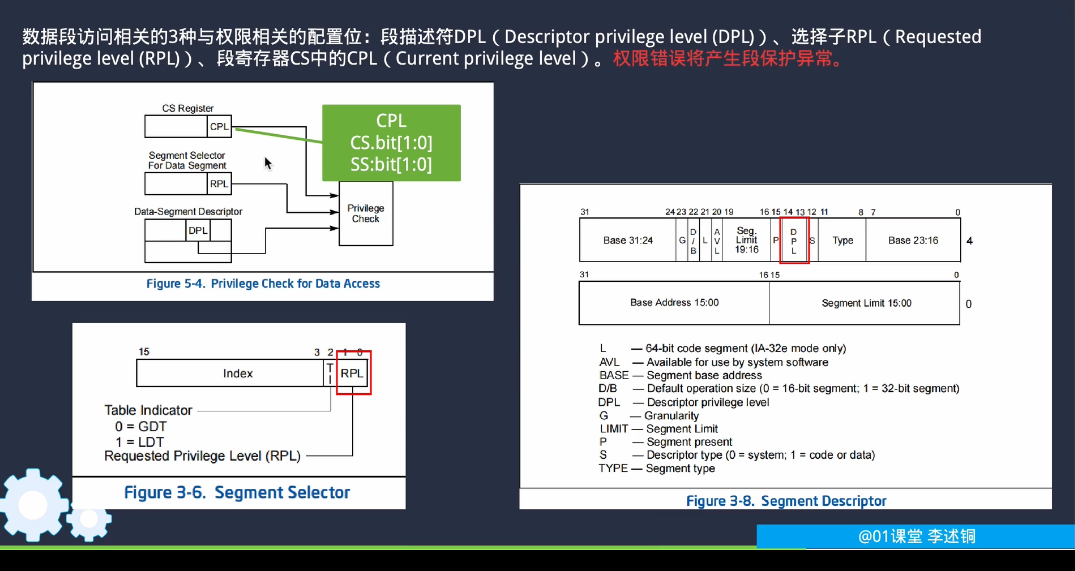 数据段访问相关的3种与权限相关的配置位：段描述符DPL（Descriptor privilege level (DPL)）、选择子RPL（Requested
privilege level (RPL)）、段寄存器CS中的CPL（Current privilege level）。权限错误将产生段保护异常。
CS Register
CPL
Segment Selector
For Data Segment
RPL
Data-Segment Descriptor
DPL
Privilege
Check
CPL
CS.bit[1:0]
SS:bit[1:0]
Figure 5-4. Privilege Check for Data Access
15 3 2 1 0
Index T I RPL
Table Indicator
0 = GDT
1 = LDT
Requested Privilege Level (RPL)
Figure 3-6. Segment Selector
31 24 23 22 21 20 19 16 15 14 13 12 11 8 7 0
Base 31:24 G D/B L AVL Seg. Limit 19:16 P DPL S Type Base 23:16 4
31 16 15 0
Base Address 15:00 Segment Limit 15:00 0
L — 64-bit code segment (IA-32e mode only)
AVL — Available for use by system software
BASE — Segment base address
D/B — Default operation size (0 = 16-bit segment; 1 = 32-bit segment)
DPL — Descriptor privilege level
G — Granularity
LIMIT — Segment Limit
P — Segment present
S — Descriptor type (0 = system; 1 = code or data)
TYPE — Segment type
Figure 3-8. Segment Descriptor
@01课堂 李述铜